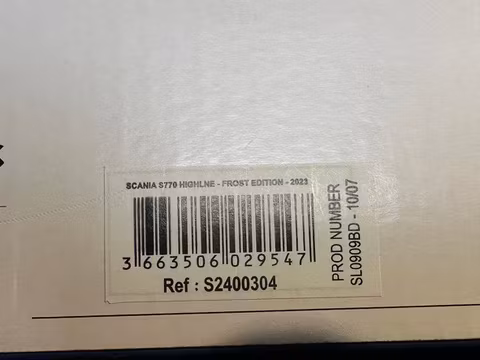 SCANIA S770 HIGHLNE - FROST EDITION - 2023
3 663506 029547
Ref : S2400304
PROD NUMBER
SL0909BD - 10/07